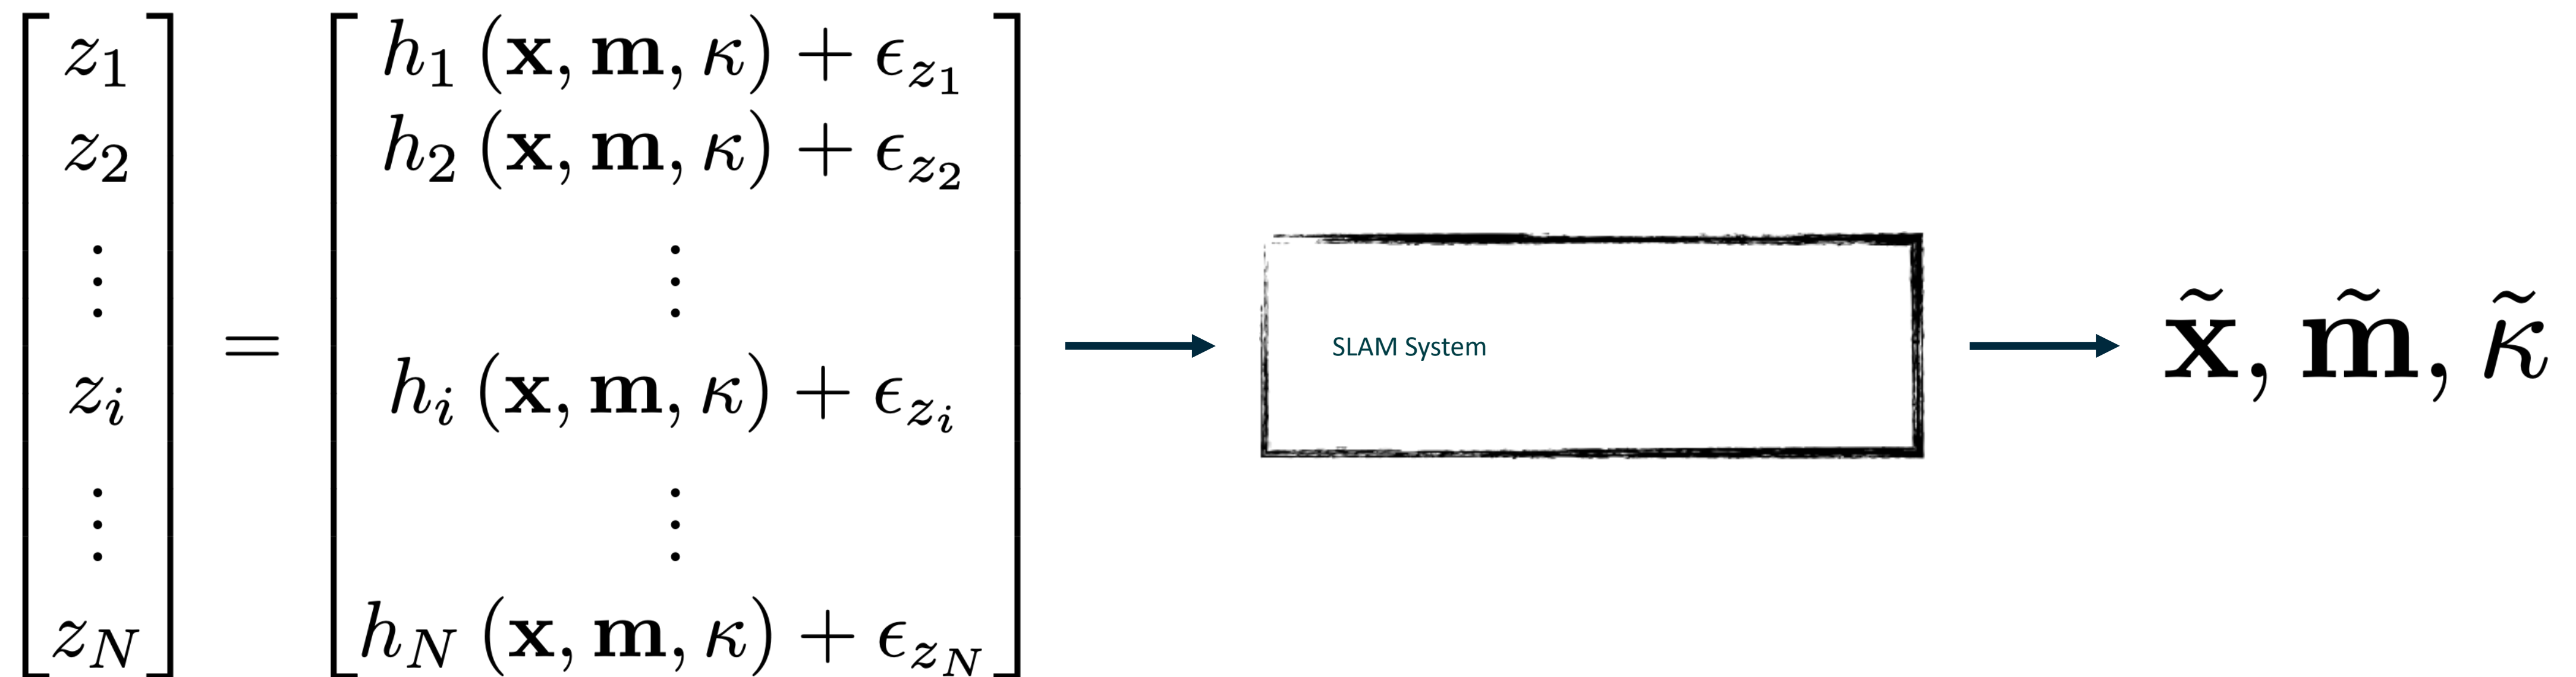 z_1 = h_1 (x, m, κ) + ϵ_{z_1}
z_2 = h_2 (x, m, κ) + ϵ_{z_2}
⋮ ⋮
z_i = h_i (x, m, κ) + ϵ_{z_i}
⋮ ⋮
z_N = h_N (x, m, κ) + ϵ_{z_N}
SLAM System
x̃, m̃, κ̃